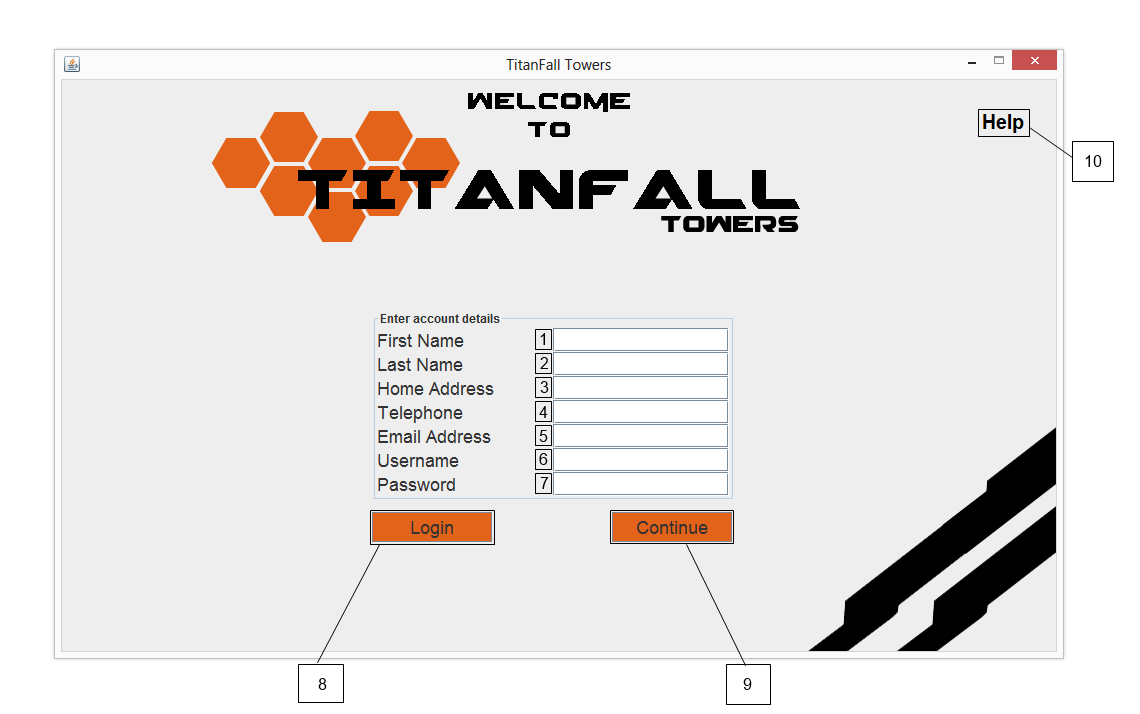 TitanFall Towers
WELCOME
TO
TITANFALL
TOWERS
Help
10
Enter account details
First Name 1
Last Name 2
Home Address 3
Telephone 4
Email Address 5
Username 6
Password 7
Login Continue
8 9